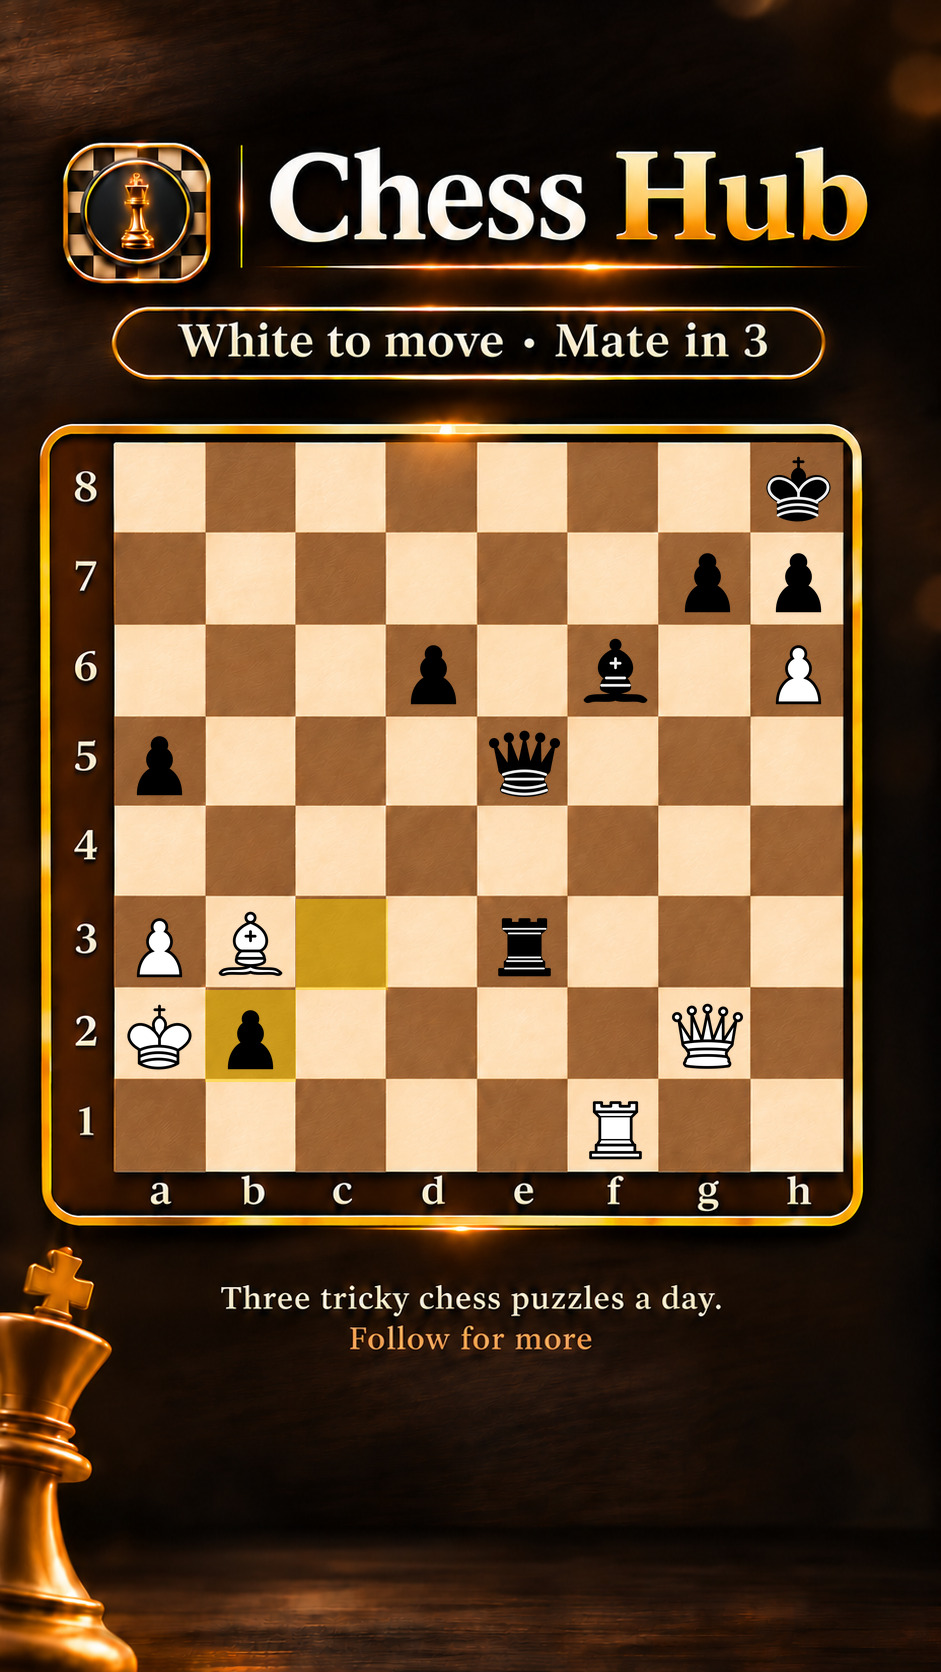 Chess Hub
White to move • Mate in 3
8
7
6
5
4
3
2
1
a b c d e f g h
Three tricky chess puzzles a day.
Follow for more